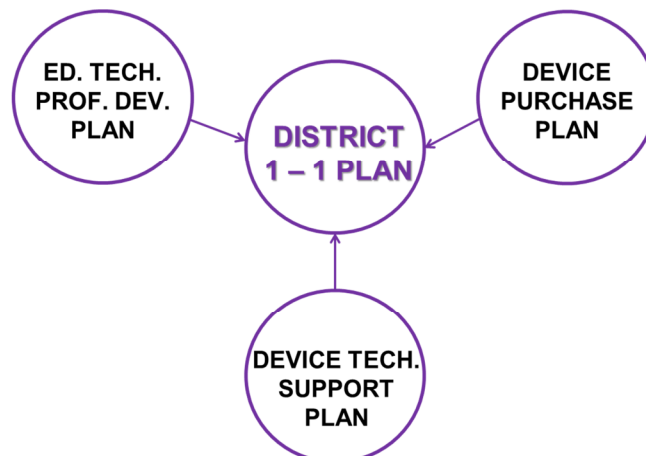 ED. TECH.
PROF. DEV.
PLAN
DISTRICT
1 – 1 PLAN
DEVICE
PURCHASE
PLAN
DEVICE TECH.
SUPPORT
PLAN